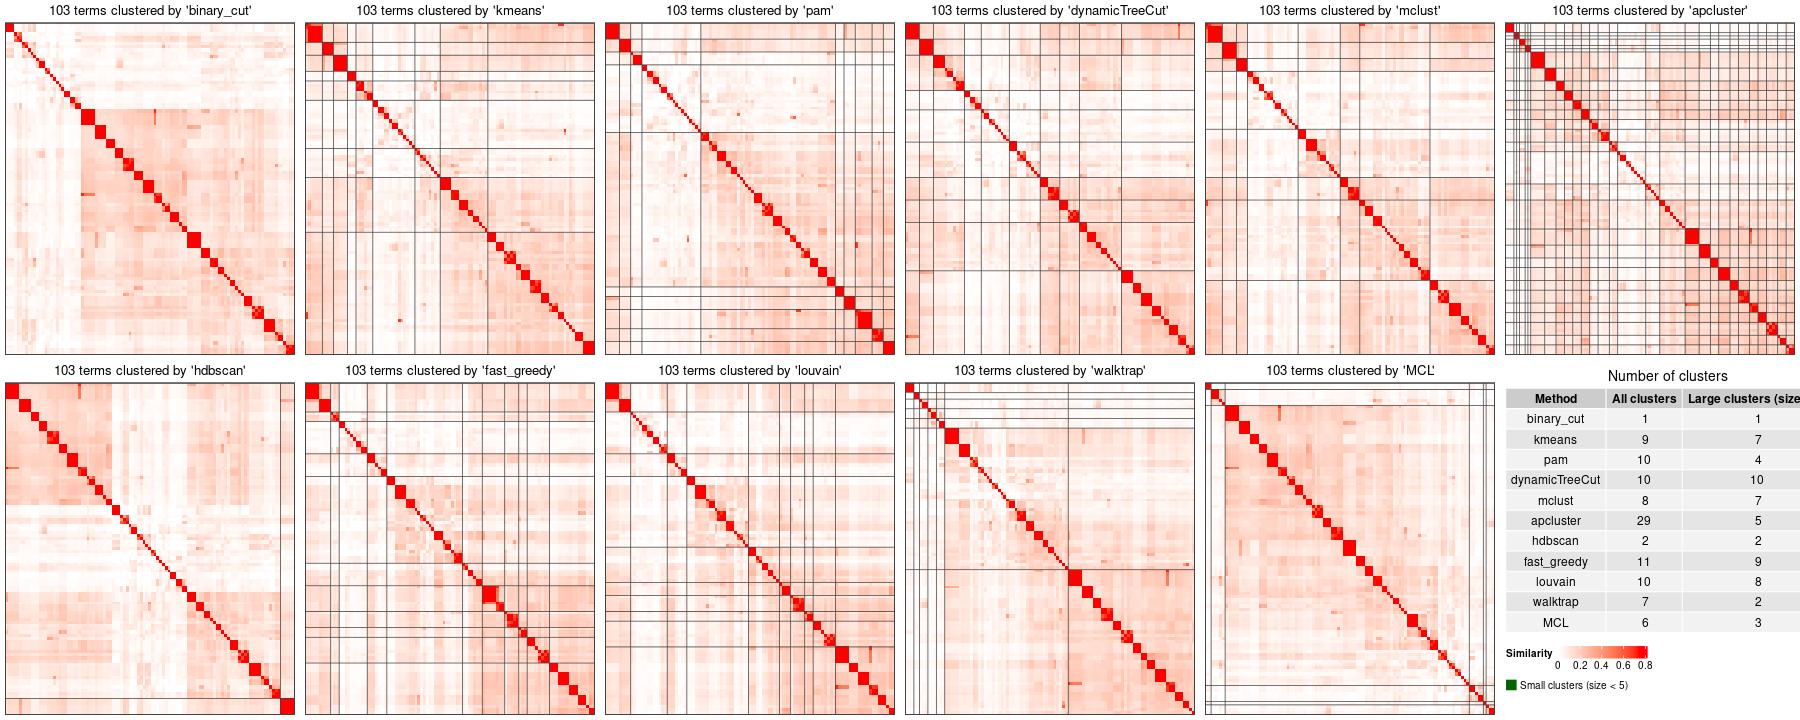 103 terms clustered by 'binary_cut'
103 terms clustered by 'kmeans'
103 terms clustered by 'pam'
103 terms clustered by 'dynamicTreeCut'
103 terms clustered by 'mclust'
103 terms clustered by 'apcluster'
103 terms clustered by 'hdbscan'
103 terms clustered by 'fast_greedy'
103 terms clustered by 'louvain'
103 terms clustered by 'walktrap'
103 terms clustered by 'MCL'
Number of clusters
Method All clusters Large clusters (size
binary_cut 1 1
kmeans 9 7
pam 10 4
dynamicTreeCut 10 10
mclust 8 7
apcluster 29 5
hdbscan 2 2
fast_greedy 11 9
louvain 10 8
walktrap 7 2
MCL 6 3
Similarity
0 0.2 0.4 0.6 0.8
Small clusters (size < 5)